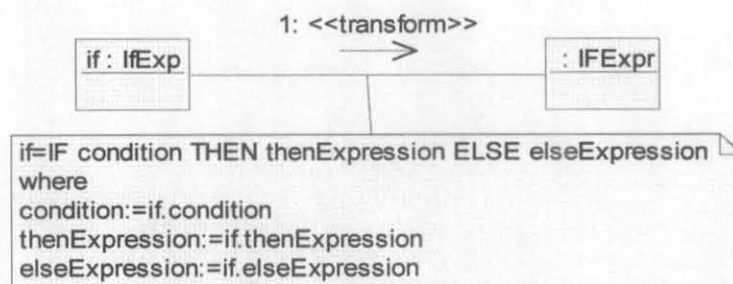 1: <<transform>>
if : IfExp
: IFExpr
if=IF condition THEN thenExpression ELSE elseExpression
where
condition:=if.condition
thenExpression:=if.thenExpression
elseExpression:=if.elseExpression